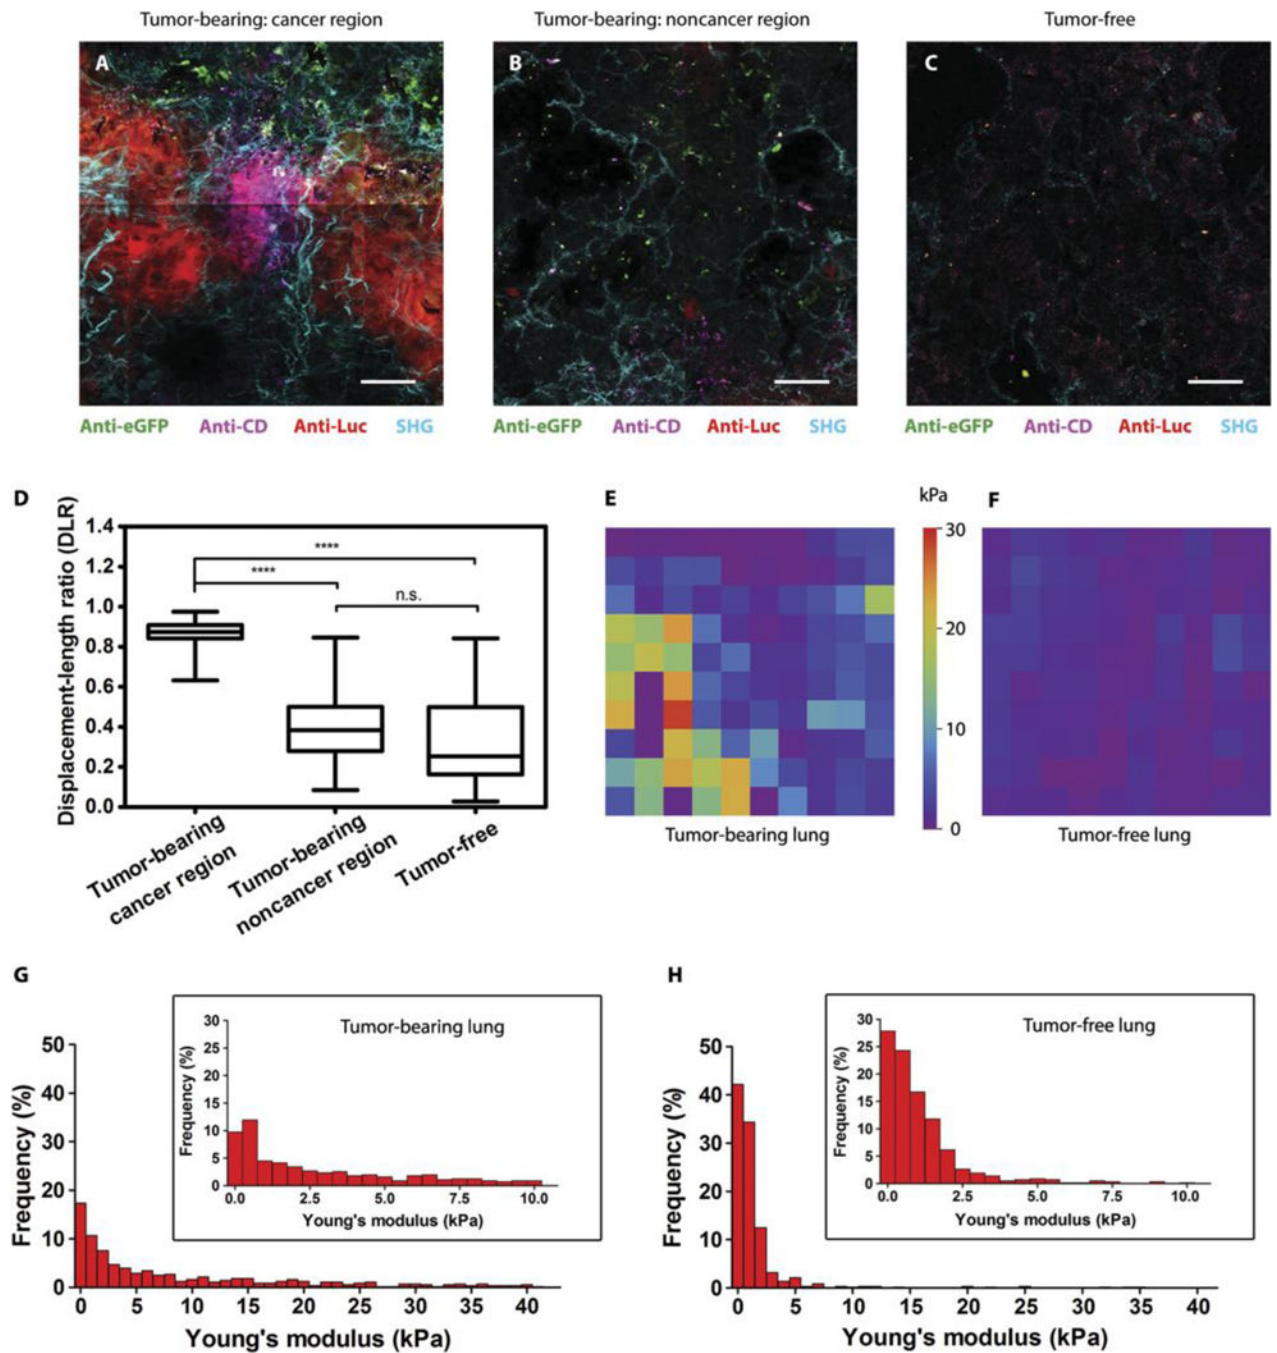 Tumor-bearing: cancer region
Tumor-bearing: noncancer region
Tumor-free
A
B
C
Anti-eGFP Anti-CD Anti-Luc SHG
Anti-eGFP Anti-CD Anti-Luc SHG
Anti-eGFP Anti-CD Anti-Luc SHG
D
Displacement-length ratio (DLR)
1.4
1.2
1.0
0.8
0.6
0.4
0.2
0.0
****
****
n.s.
Tumor-bearing
cancer region
Tumor-bearing
noncancer region
Tumor-free
E
kPa
30
20
10
0
Tumor-bearing lung
F
Tumor-free lung
G
Frequency (%)
50
40
30
20
10
0
0 5 10 15 20 25 30 35 40
Young's modulus (kPa)
Tumor-bearing lung
Frequency (%)
30
25
20
15
10
5
0
0.0 2.5 5.0 7.5 10.0
Young's modulus (kPa)
H
Frequency (%)
50
40
30
20
10
0
0 5 10 15 20 25 30 35 40
Young's modulus (kPa)
Tumor-free lung
Frequency (%)
30
25
20
15
10
5
0
0.0 2.5 5.0 7.5 10.0
Young's modulus (kPa)